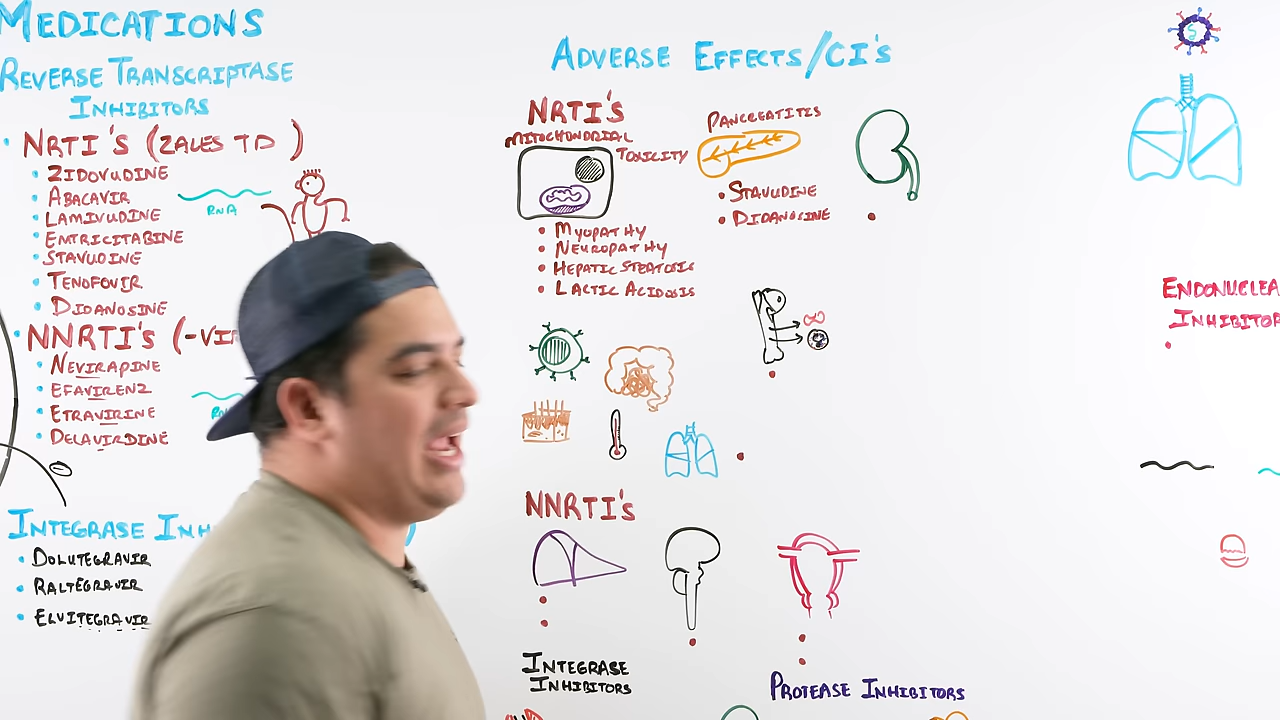 MEDICATIONS
REVERSE TRANSCRIPTASE
INHIBITORS
• NRTI'S (ZALES TD )
• ZIDOVUDINE
• ABACAVIR
• LAMIVUDINE
• EMTRICITABINE
• STAVUDINE
• TENOFOVIR
• DIDANOSINE
RNA
• NNRTI'S (-VIR
• NEVIRAPINE
• EFAVIRENZ
• ETRAVIRINE
• DELAVIRDINE
INTEGRASE INH
• DOLUTEGRAVIR
• RALTEGRAVIR
• ELVITEGRAVIR
ADVERSE EFFECTS/CI'S
NRTI'S
MITOCHONDRIAL
TOXICITY
• MYOPATHY
• NEUROPATHY
• HEPATIC STEATOSIS
• LACTIC ACIDOSIS
PANCREATITIS
• STAVUDINE
• DIDANOSINE
NNRTI'S
INTEGRASE
INHIBITORS
PROTEASE INHIBITORS
ENDONUCLEA
INHIBITOR